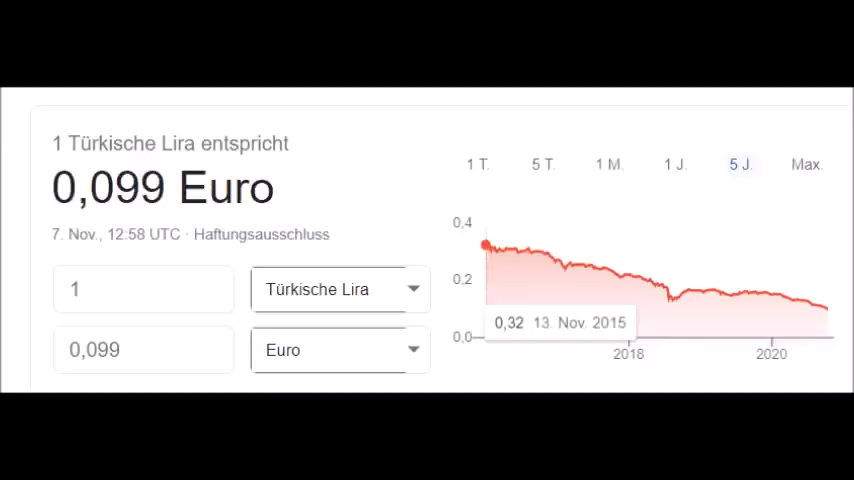 1 Türkische Lira entspricht
0,099 Euro
7. Nov., 12:58 UTC · Haftungsausschluss
1
Türkische Lira
0,099
Euro
1 T. 5 T. 1 M. 1 J. 5 J. Max.
0,4
0,2
0,0
0,32 13. Nov. 2015
2018 2020